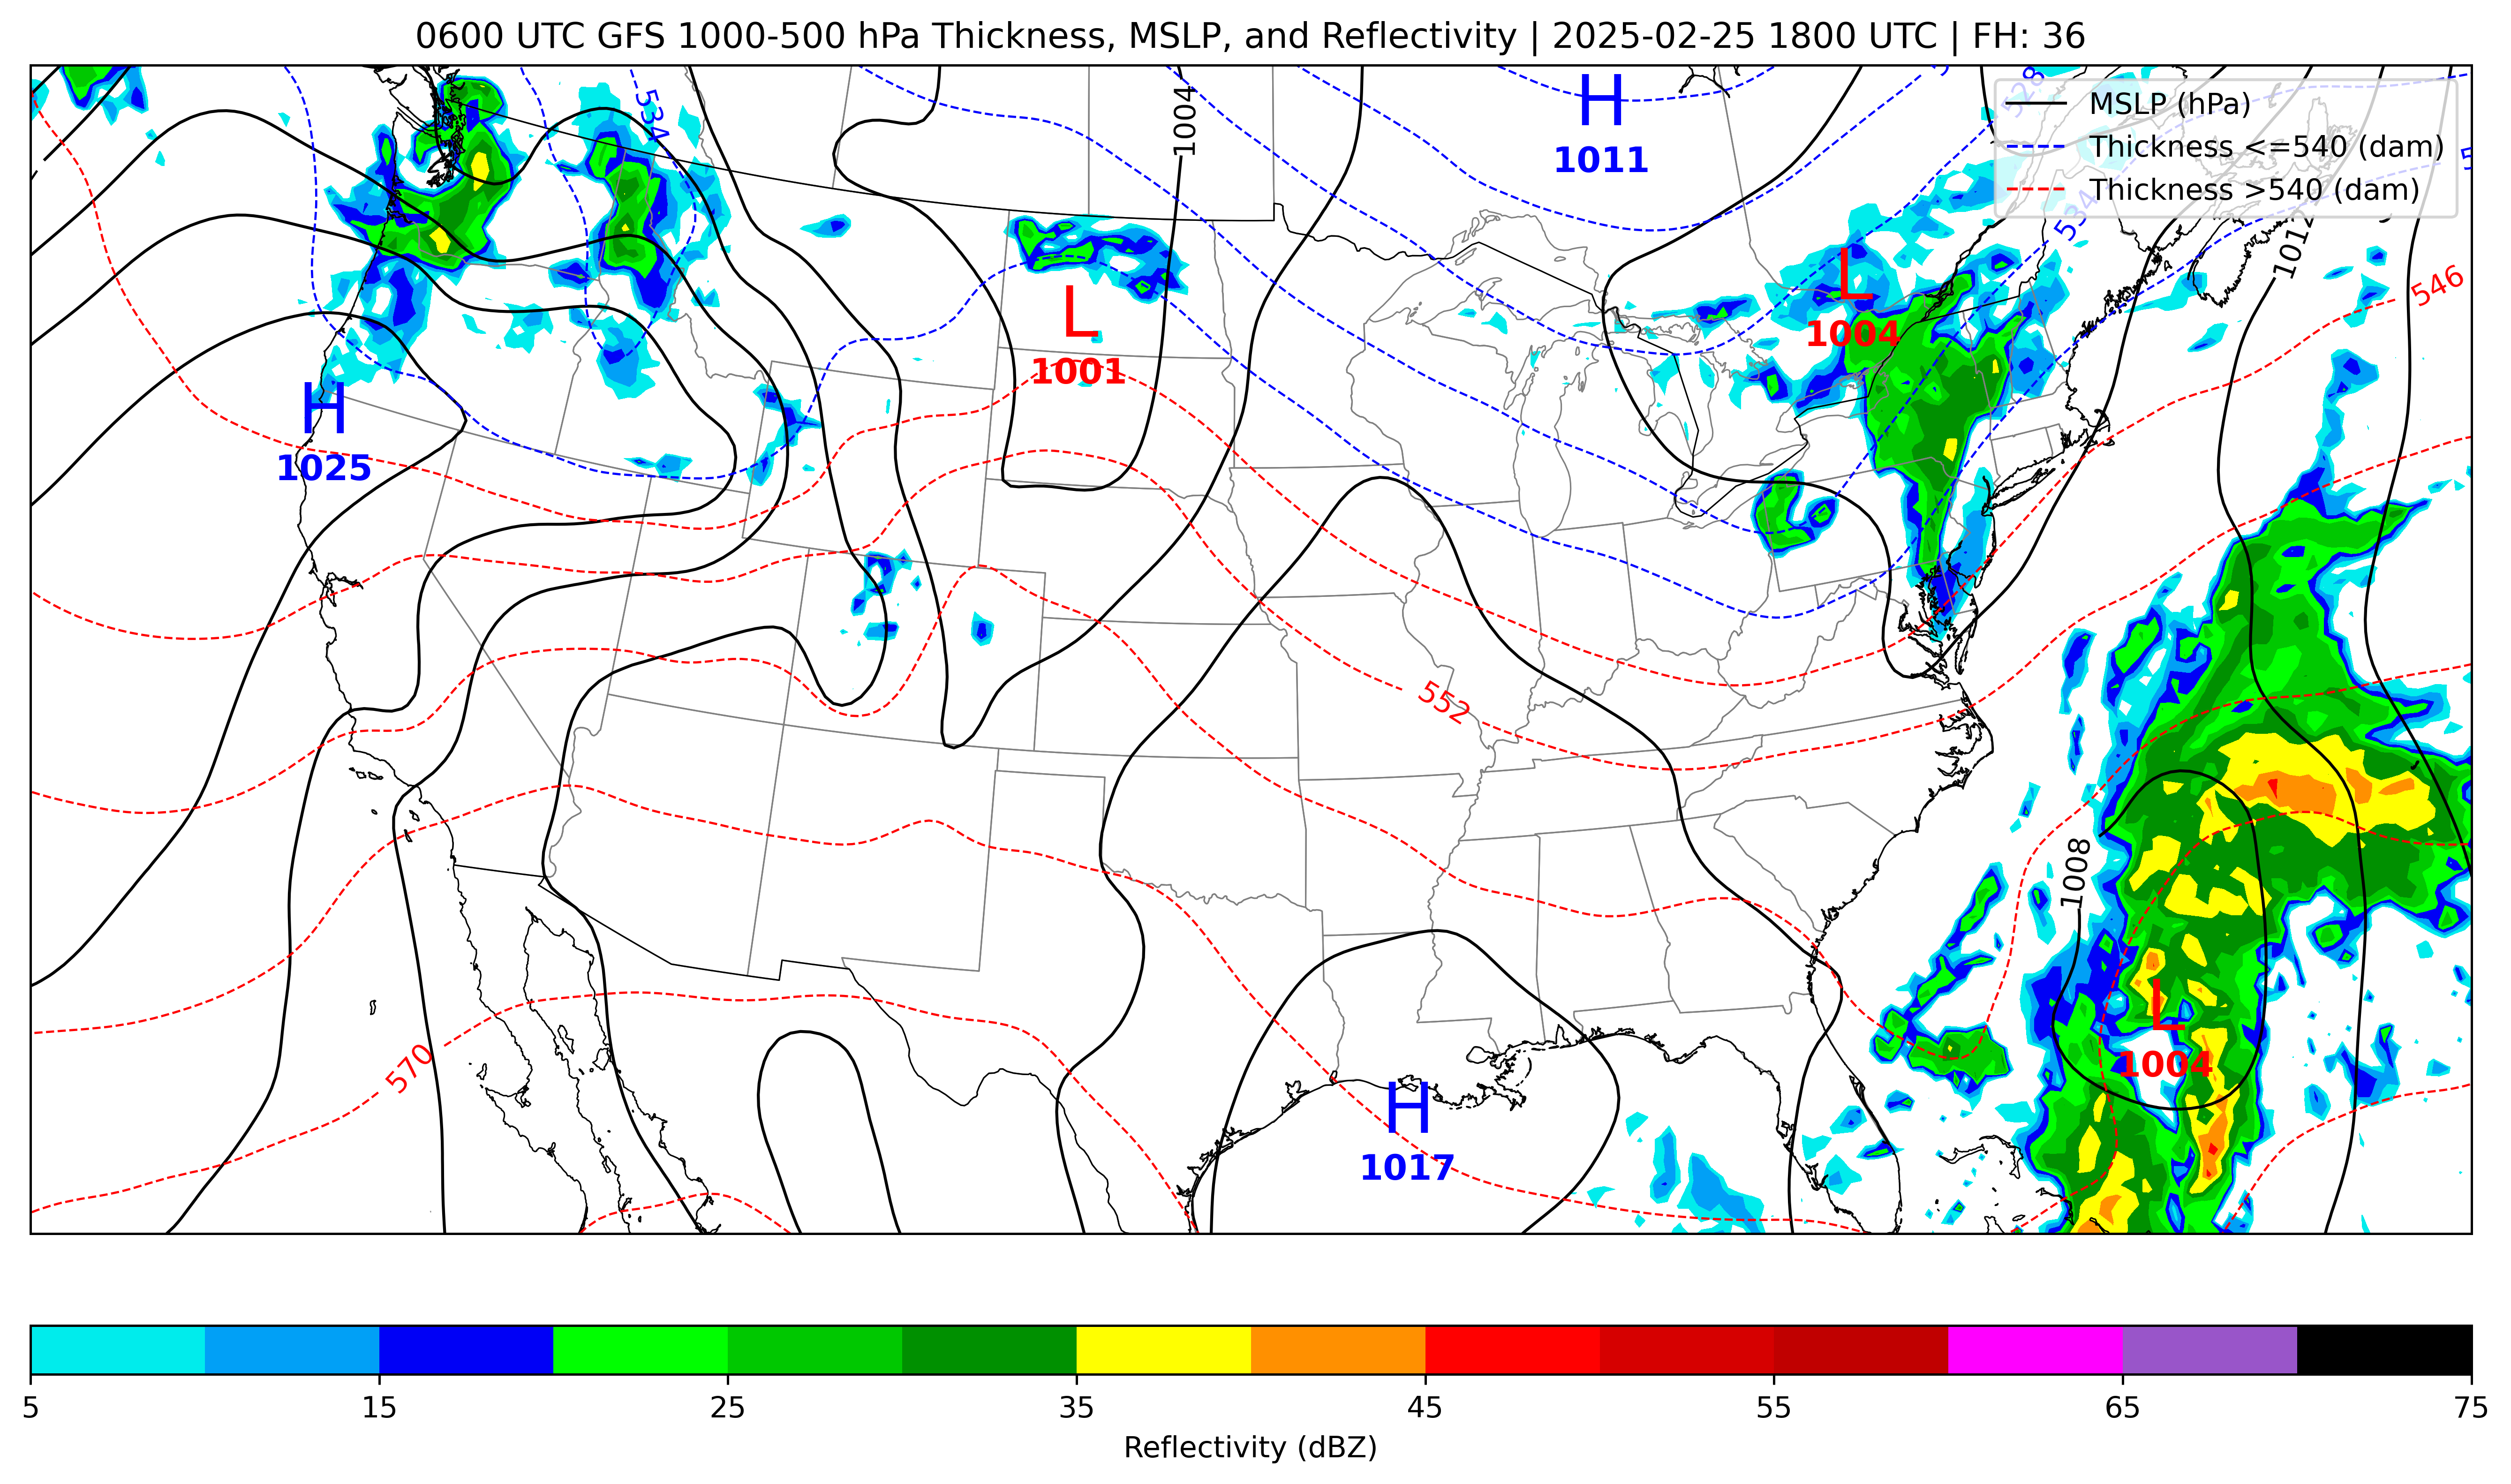 0600 UTC GFS 1000-500 hPa Thickness, MSLP, and Reflectivity | 2025-02-25 1800 UTC | FH: 36
MSLP (hPa)
Thickness <=540 (dam)
Thickness >540 (dam)
534
1004
H
1011
528
534
1012
546
L
1001
L
1004
H
1025
552
1008
L
1004
570
H
1017
5
15
25
35
45
55
65
75
Reflectivity (dBZ)